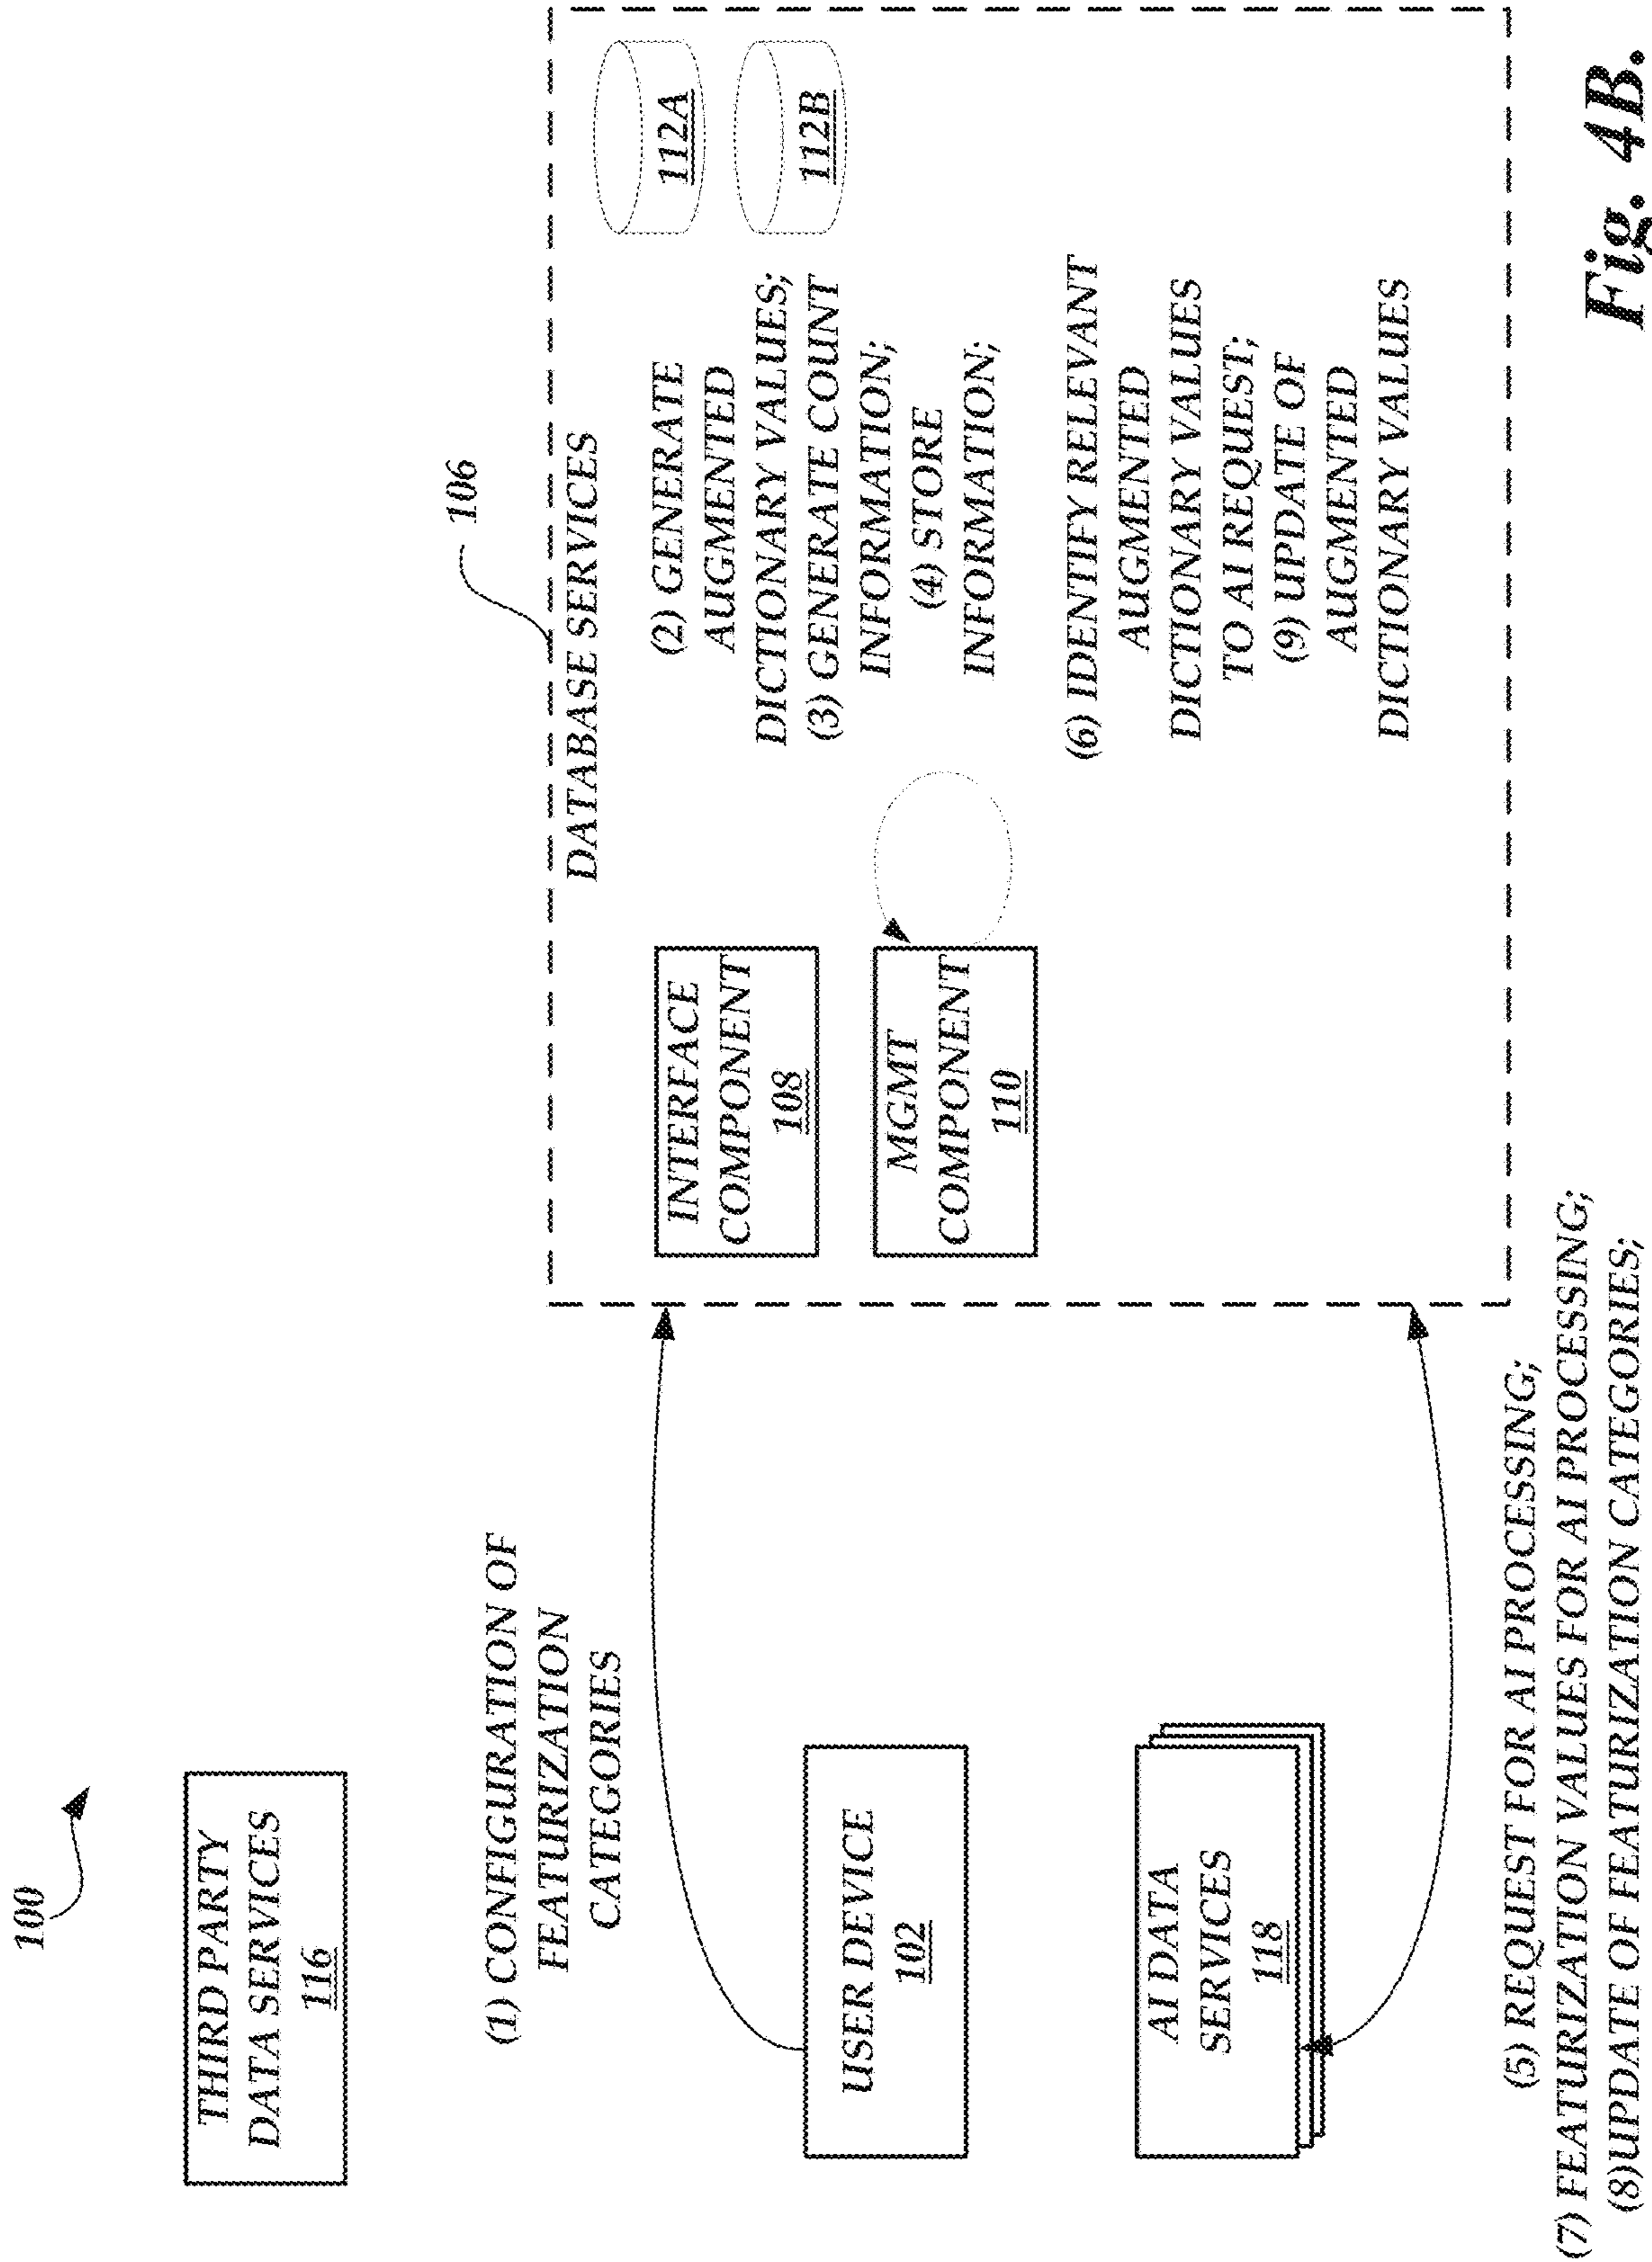 100
THIRD PARTY
DATA SERVICES
116
(1) CONFIGURATION OF
FEATURIZATION
CATEGORIES
USER DEVICE
102
AI DATA
SERVICES
118
(5) REQUEST FOR AI PROCESSING;
(7) FEATURIZATION VALUES FOR AI PROCESSING;
(8)UPDATE OF FEATURIZATION CATEGORIES;
106
DATABASE SERVICES
INTERFACE
COMPONENT
108
MGMT
COMPONENT
110
(2) GENERATE
AUGMENTED
DICTIONARY VALUES;
(3) GENERATE COUNT
INFORMATION;
(4) STORE
INFORMATION;
(6) IDENTIFY RELEVANT
AUGMENTED
DICTIONARY VALUES
TO AI REQUEST;
(9) UPDATE OF
AUGMENTED
DICTIONARY VALUES
112A
112B
Fig. 4B.